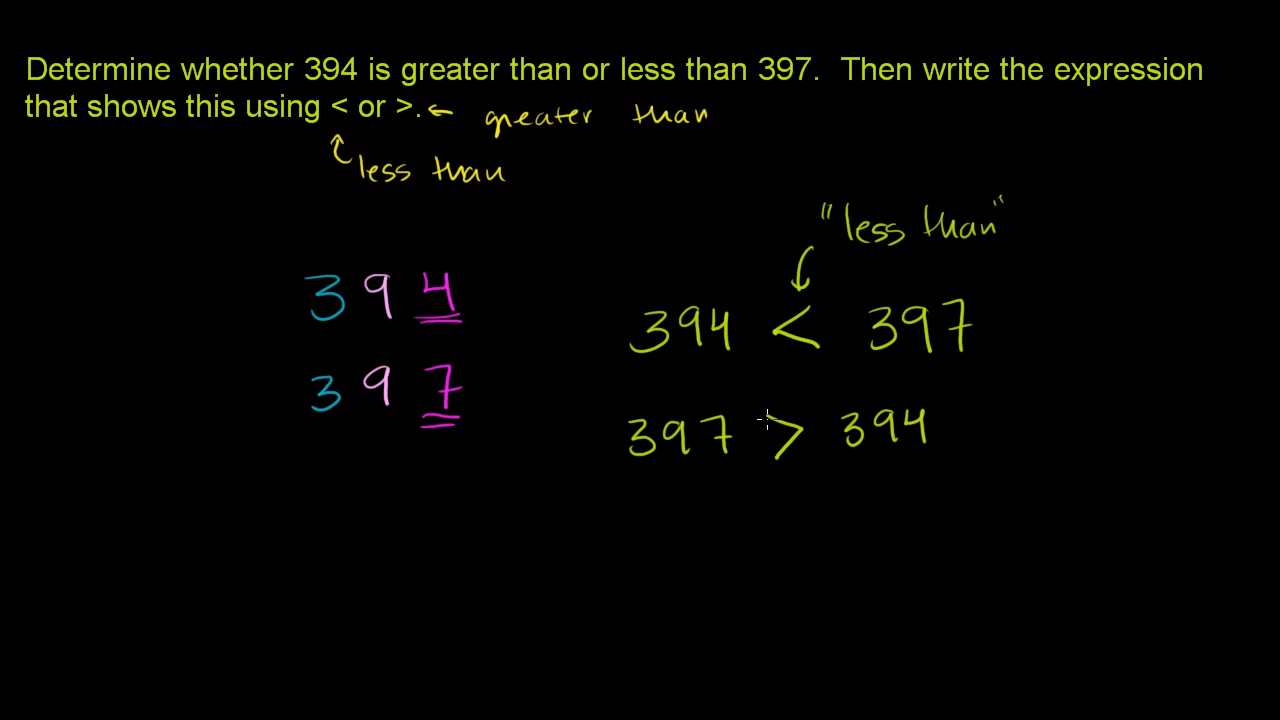 Determine whether 394 is greater than or less than 397. Then write the expression
that shows this using < or >. ← greater than
less than
"less than"
394
394 < 397
397
397 > 394